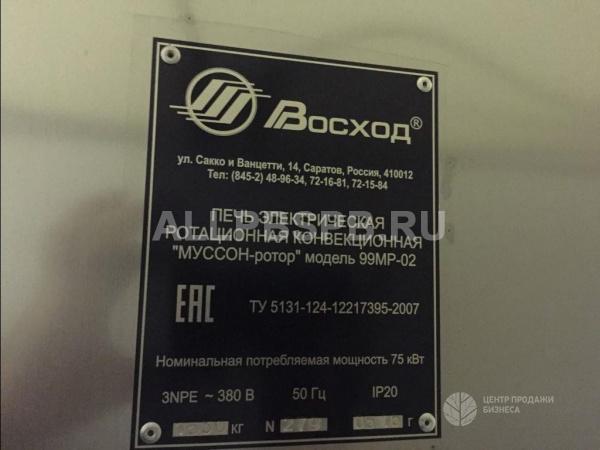 Восход®
ул. Сакко и Ванцетти, 14, Саратов, Россия, 410012
Тел: (845-2) 48-96-34, 72-16-81, 72-15-84
ПЕЧЬ ЭЛЕКТРИЧЕСКАЯ
РОТАЦИОННАЯ КОНВЕКЦИОННАЯ
"МУССОН-ротор" модель 99МР-02
ЕАС ТУ 5131-124-12217395-2007
Номинальная потребляемая мощность 75 кВт
3NPE ~ 380 В 50 Гц IP20
кг N г
ЦЕНТР ПРОДАЖИ
БИЗНЕСА